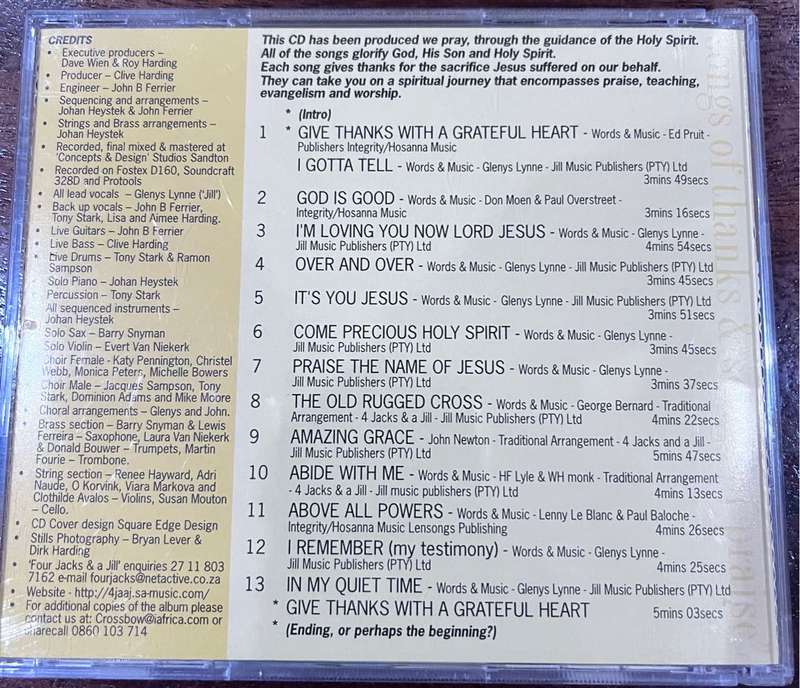 CREDITS
• Executive producers –
Dave Wien & Roy Harding
• Producer – Clive Harding
• Engineer – John B Ferrier
• Sequencing and arrangements –
Johan Heystek & John Ferrier
• Strings and Brass arrangements –
Johan Heystek
• Recorded, final mixed & mastered at
'Concepts & Design' Studios Sandton
• Recorded on Fostex D160, Soundcraft
328D and Protools
• All lead vocals – Glenys Lynne ('Jill')
• Back up vocals – John B Ferrier,
Tony Stark, Lisa and Aimee Harding.
• Live Guitars – John B Ferrier
• Live Bass – Clive Harding
• Live Drums – Tony Stark & Ramon
Sampson
Solo Piano – Johan Heystek
Percussion – Tony Stark
All sequenced instruments –
Johan Heystek
Solo Sax – Barry Snyman
Solo Violin – Evert Van Niekerk
Choir Female - Katy Pennington, Christel
Webb, Monica Peters, Michelle Bowers
Choir Male – Jacques Sampson, Tony
Stark, Dominion Adams and Mike Moore
• Choral arrangements – Glenys and John.
• Brass section – Barry Snyman & Lewis
Ferreira – Saxophone, Laura Van Niekerk
& Donald Bouwer – Trumpets, Martin
Fourie – Trombone.
• String section – Renee Hayward, Adri
Naude, O Korvink, Viara Markova and
Clothilde Avalos – Violins, Susan Mouton
– Cello.
• CD Cover design Square Edge Design
• Stills Photography – Bryan Lever &
Dirk Harding
• 'Four Jacks & a Jill' enquiries 27 11 803
7162 e-mail fourjacks@netactive.co.za
• Website - http://4jaaj.sa-music.com/
• For additional copies of the album please
contact us at: Crossbow@iafrica.com or
sharecall 0860 103 714
This CD has been produced we pray, through the guidance of the Holy Spirit.
All of the songs glorify God, His Son and Holy Spirit.
Each song gives thanks for the sacrifice Jesus suffered on our behalf.
They can take you on a spiritual journey that encompasses praise, teaching,
evangelism and worship.
* (Intro)
1 * GIVE THANKS WITH A GRATEFUL HEART - Words & Music - Ed Pruit -
Publishers Integrity/Hosanna Music
I GOTTA TELL - Words & Music - Glenys Lynne - Jill Music Publishers (PTY) Ltd
3mins 49secs
2 GOD IS GOOD - Words & Music - Don Moen & Paul Overstreet -
Integrity/Hosanna Music 3mins 16secs
3 I'M LOVING YOU NOW LORD JESUS - Words & Music - Glenys Lynne -
Jill Music Publishers (PTY) Ltd 4mins 54secs
4 OVER AND OVER - Words & Music - Glenys Lynne - Jill Music Publishers (PTY) Ltd
3mins 45secs
5 IT'S YOU JESUS - Words & Music - Glenys Lynne - Jill Music Publishers (PTY) Ltd
3mins 51secs
6 COME PRECIOUS HOLY SPIRIT - Words & Music - Glenys Lynne -
Jill Music Publishers (PTY) Ltd 3mins 45secs
7 PRAISE THE NAME OF JESUS - Words & Music - Glenys Lynne -
Jill Music Publishers (PTY) Ltd 3mins 37secs
8 THE OLD RUGGED CROSS - Words & Music - George Bernard - Traditional
Arrangement - 4 Jacks & a Jill - Jill Music Publishers (PTY) Ltd 4mins 22secs
9 AMAZING GRACE - John Newton - Traditional Arrangement - 4 Jacks and a Jill -
Jill Music Publishers (PTY) Ltd 5mins 47secs
10 ABIDE WITH ME - Words & Music - HF Lyle & WH monk - Traditional Arrangement
- 4 Jacks & a Jill - Jill music publishers (PTY) Ltd 4mins 13secs
11 ABOVE ALL POWERS - Words & Music - Lenny Le Blanc & Paul Baloche -
Integrity/Hosanna Music Lensongs Publishing 4mins 26secs
12 I REMEMBER (my testimony) - Words & Music - Glenys Lynne -
Jill Music Publishers (PTY) Ltd 4mins 25secs
13 IN MY QUIET TIME - Words & Music - Glenys Lynne - Jill Music Publishers (PTY) Ltd
* GIVE THANKS WITH A GRATEFUL HEART 5mins 03secs
* (Ending, or perhaps the beginning?)
songs of thanks &